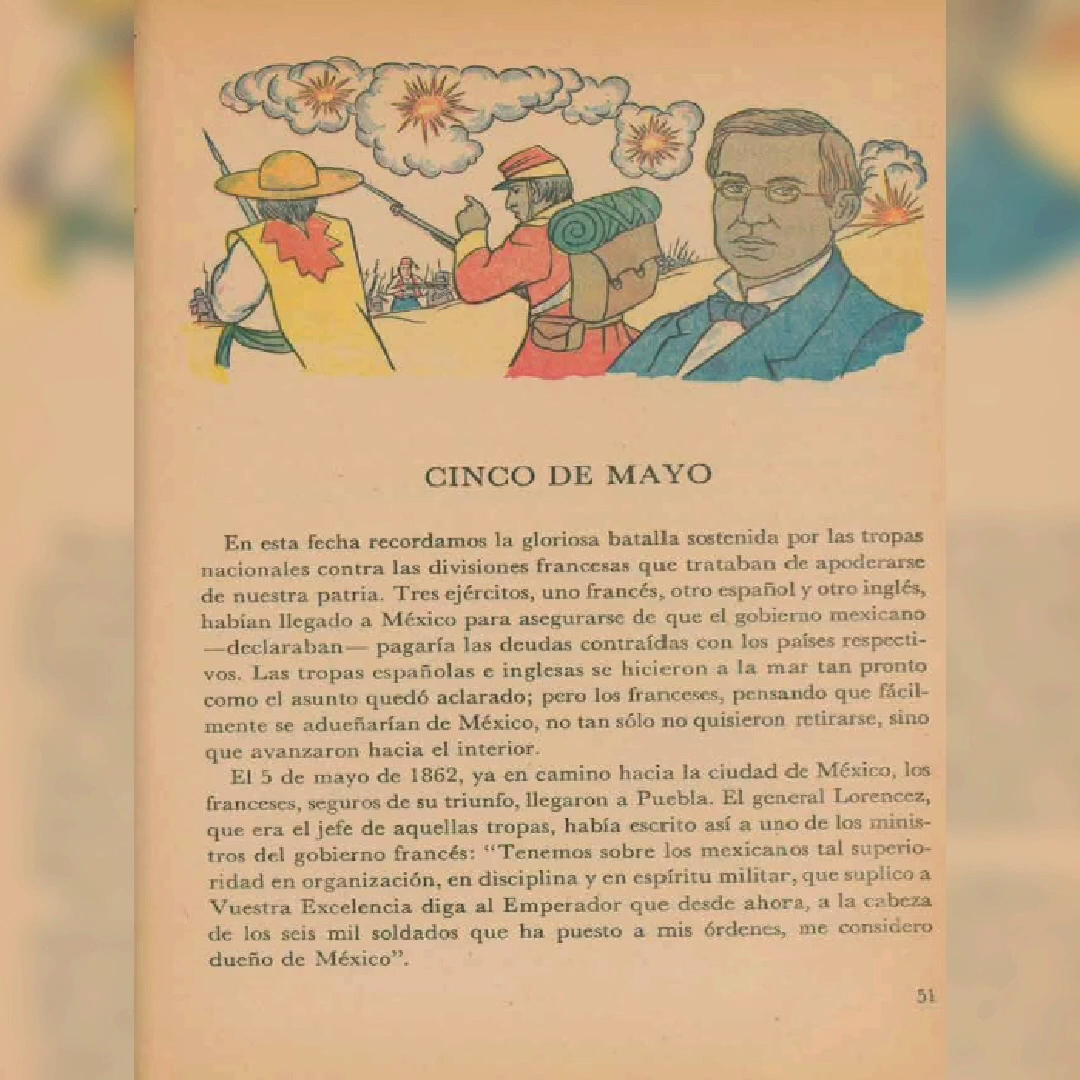 CINCO DE MAYO
En esta fecha recordamos la gloriosa batalla sostenida por las tropas
nacionales contra las divisiones francesas que trataban de apoderarse
de nuestra patria. Tres ejércitos, uno francés, otro español y otro inglés,
habían llegado a México para asegurarse de que el gobierno mexicano
—declaraban— pagaría las deudas contraídas con los países respecti-
vos. Las tropas españolas e inglesas se hicieron a la mar tan pronto
como el asunto quedó aclarado; pero los franceses, pensando que fácil-
mente se adueñarían de México, no tan sólo no quisieron retirarse, sino
que avanzaron hacia el interior.
El 5 de mayo de 1862, ya en camino hacia la ciudad de México, los
franceses, seguros de su triunfo, llegaron a Puebla. El general Lorencez,
que era el jefe de aquellas tropas, había escrito así a uno de los minis-
tros del gobierno francés: “Tenemos sobre los mexicanos tal superio-
ridad en organización, en disciplina y en espíritu militar, que suplico a
Vuestra Excelencia diga al Emperador que desde ahora, a la cabeza
de los seis mil soldados que ha puesto a mis órdenes, me considero
dueño de México”.
51